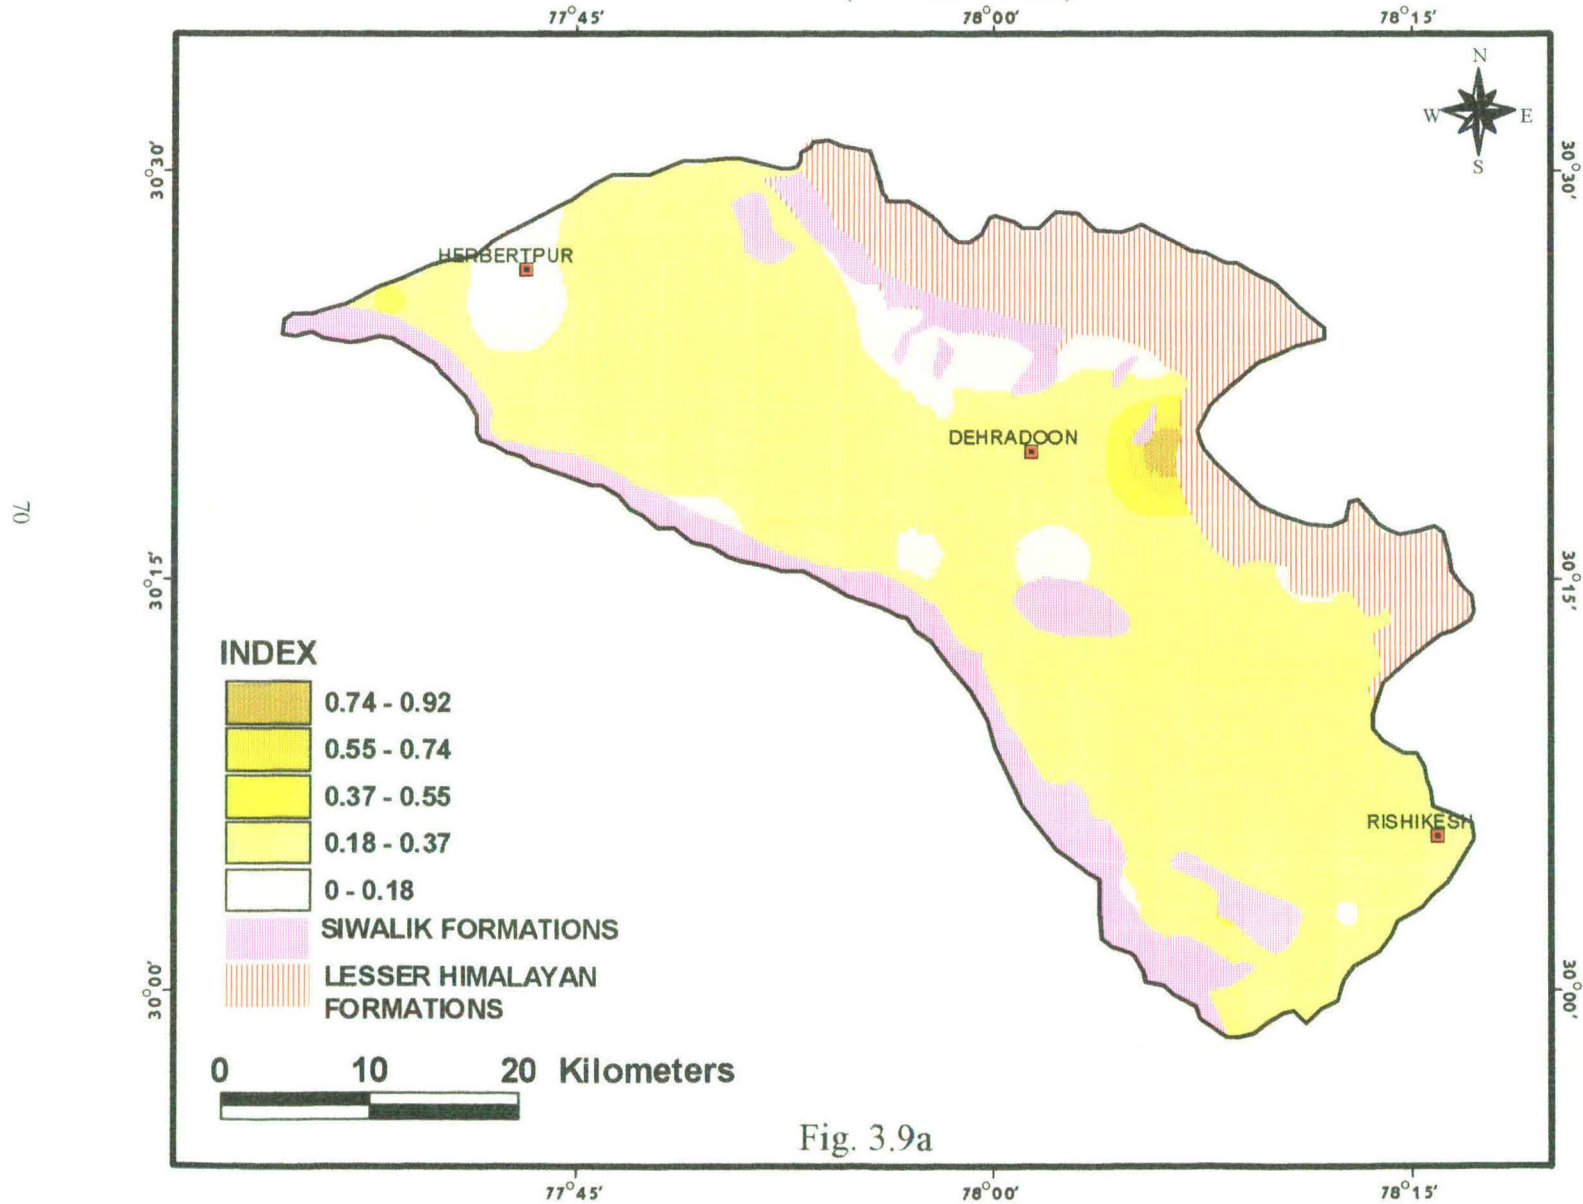 77°45'
78°00'
78°15'
N
W E
S
30°30'
30°30'
HERBERTPUR
DEHRADOON
70
30°15'
30°15'
INDEX
0.74 - 0.92
0.55 - 0.74
0.37 - 0.55
0.18 - 0.37
0 - 0.18
SIWALIK FORMATIONS
LESSER HIMALAYAN
FORMATIONS
RISHIKESH
30°00'
30°00'
0 10 20 Kilometers
Fig. 3.9a
77°45'
78°00'
78°15'